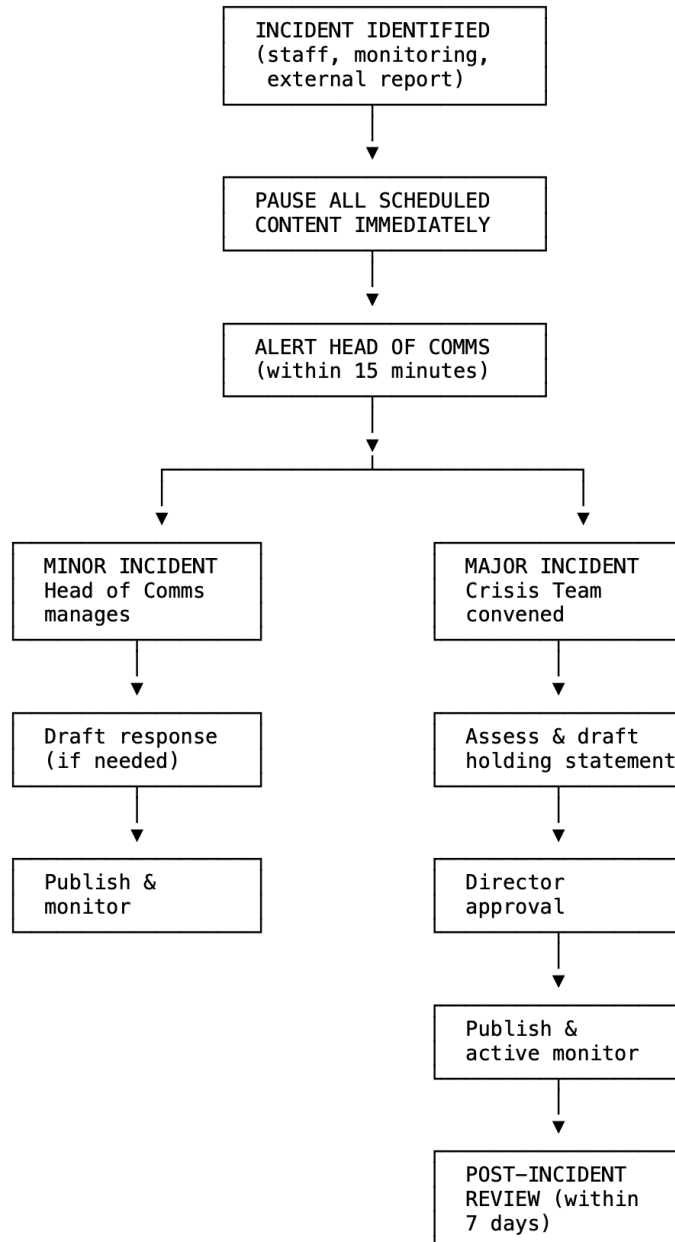 INCIDENT IDENTIFIED
(staff, monitoring,
external report)
PAUSE ALL SCHEDULED
CONTENT IMMEDIATELY
ALERT HEAD OF COMMS
(within 15 minutes)
MINOR INCIDENT
Head of Comms
manages
MAJOR INCIDENT
Crisis Team
convened
Draft response
(if needed)
Assess & draft
holding statement
Publish &
monitor
Director
approval
Publish &
active monitor
POST–INCIDENT
REVIEW (within
7 days)